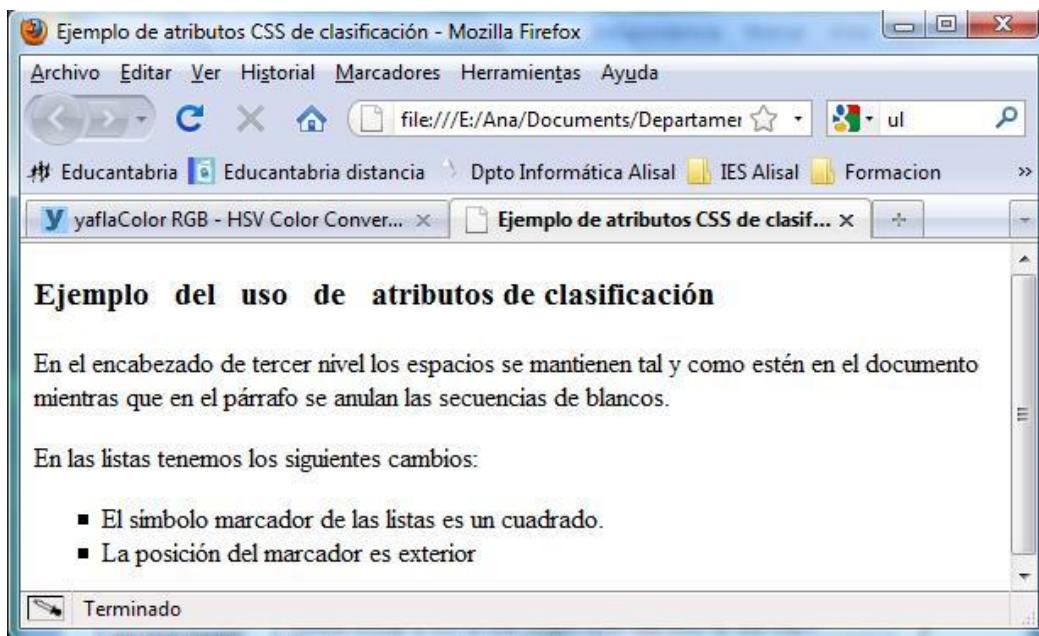 Ejemplo de atributos CSS de clasificación - Mozilla Firefox
Archivo Editar Ver Historial Marcadores Herramientas Ayuda
file:///E:/Ana/Documents/Departamer ul
Educantabria Educantabria distancia Dpto Informática Alisal IES Alisal Formacion »
yaflaColor RGB - HSV Color Conver... Ejemplo de atributos CSS de clasif...
Ejemplo del uso de atributos de clasificación
En el encabezado de tercer nivel los espacios se mantienen tal y como estén en el documento
mientras que en el párrafo se anulan las secuencias de blancos.
En las listas tenemos los siguientes cambios:
▪ El símbolo marcador de las listas es un cuadrado.
▪ La posición del marcador es exterior
Terminado